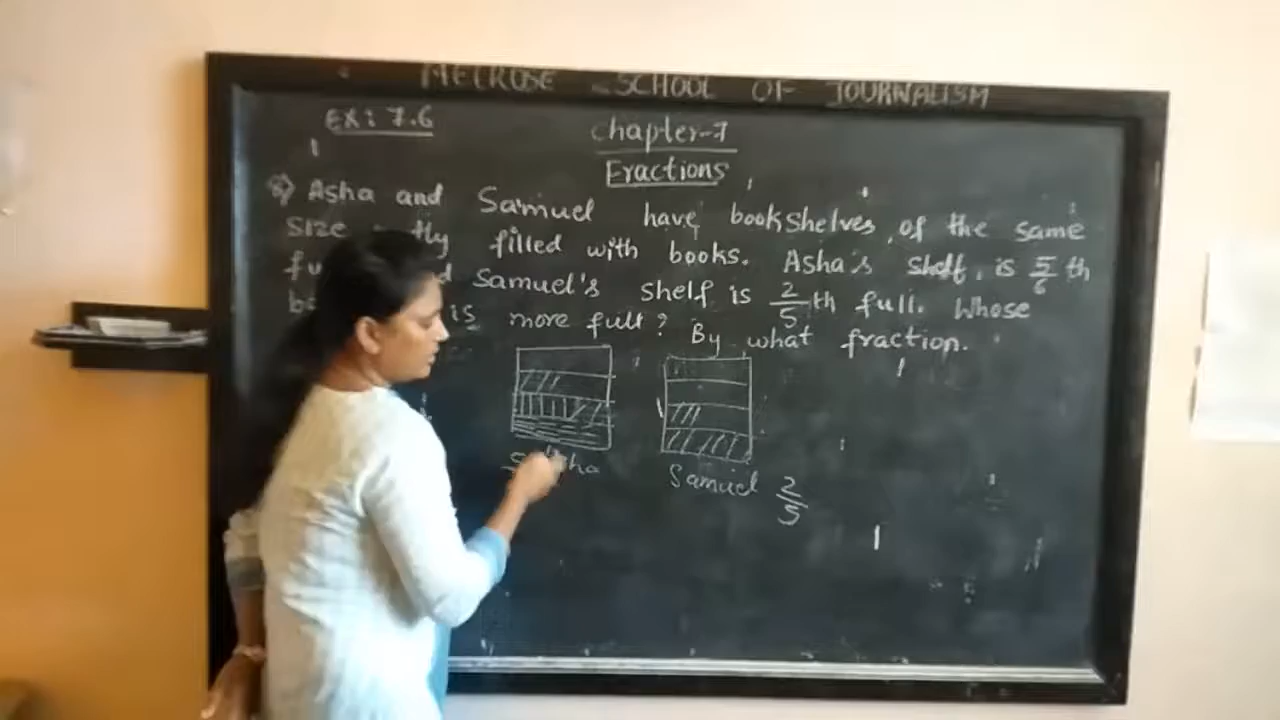 MELROSE SCHOOL OF JOURNALISM
EX: 7.6
Chapter-7
Fractions
Asha and Samuel have bookshelves of the same
size filled with books. Asha's shelf is 5/6 th
Samuel's shelf is 2/5 th full. Whose
is more full? By what fraction.
Samuel 2/5